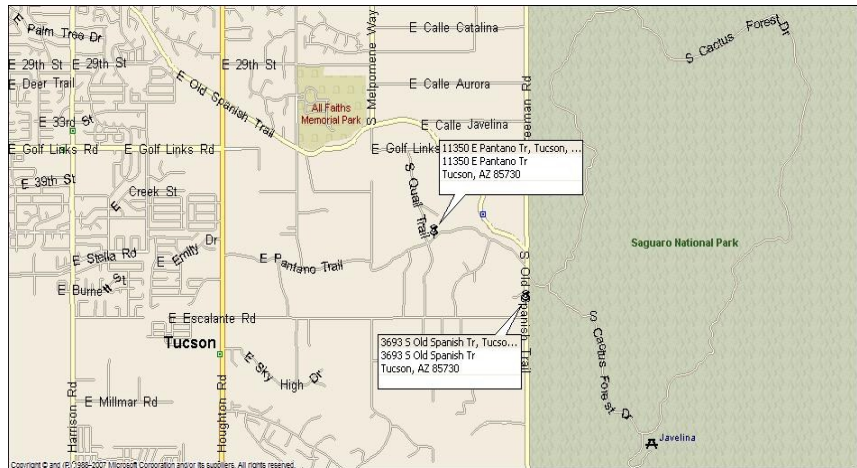 E Palm Tree Dr
E 29th St
E 29th St
E 29th St
E Deer Trail
E 33rd St
E Golf Links Rd
E Golf Links Rd
E 39th St
E Creek St
E Stella Rd
E Emily Dr
E Burnett St
E Old Spanish Trail
All Faiths
Memorial Park
S Melpomene Way
E Calle Catalina
E Calle Aurora
E Calle Javelina
E Golf Links
eeman Rd
11350 E Pantano Tr, Tucson, ...
11350 E Pantano Tr
Tucson, AZ 85730
S Quail Trail
E Pantano Trail
E Escalante Rd
Tucson
E Sky High Dr
E Millmar Rd
Harrison Rd
Houghton Rd
S Old Spanish Trail
3693 S Old Spanish Tr, Tucso...
3693 S Old Spanish Tr
Tucson, AZ 85730
S Cactus Forest Dr
Saguaro National Park
S Cactus Forest Dr
Javelina
Copyright © and (P) 1988-2007 Microsoft Corporation and/or its suppliers. All rights reserved.